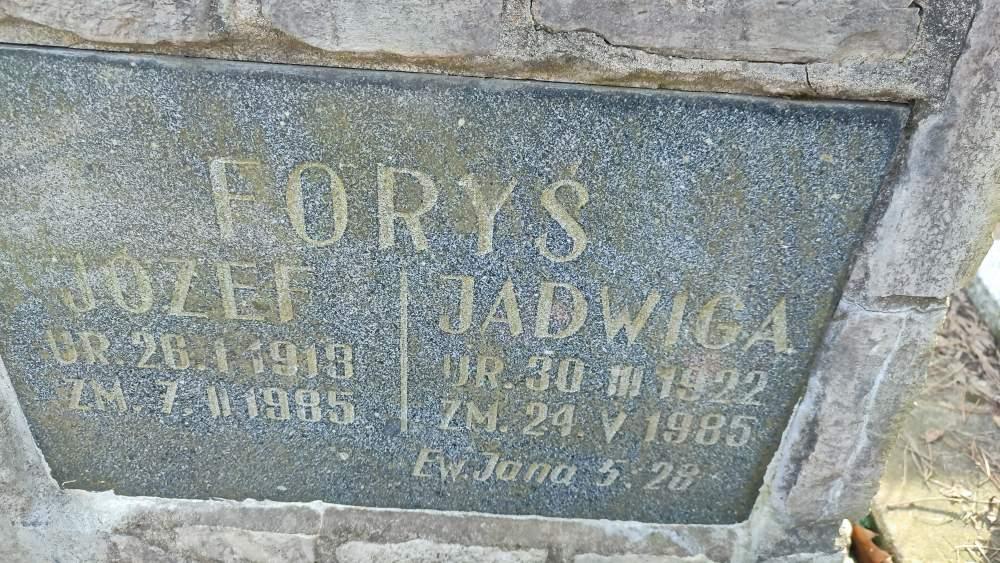 FORYŚ
JÓZEF
UR. 26. I 1913
ZM. 7. II 1985
JADWIGA
UR. 30 III 1922
ZM. 24. V 1985
Ew. Jana 5: 28